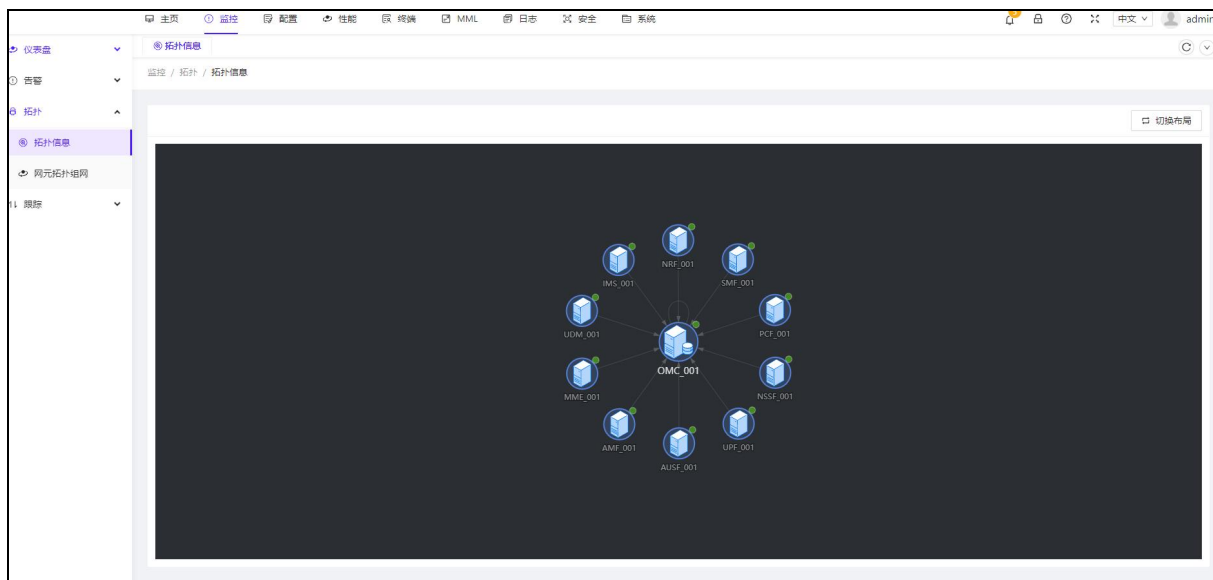 主页 监控 配置 性能 终端 MML 日志 安全 系统 中文 admin
仪表盘 拓扑信息
告警 监控 / 拓扑 / 拓扑信息
拓扑
切换布局
拓扑信息
网元拓扑组网
跟踪
NRF_001
IMS_001 SMF_001
UDM_001 PCF_001
OMC_001
MME_001 NSSF_001
AMF_001 UPF_001
AUSF_001